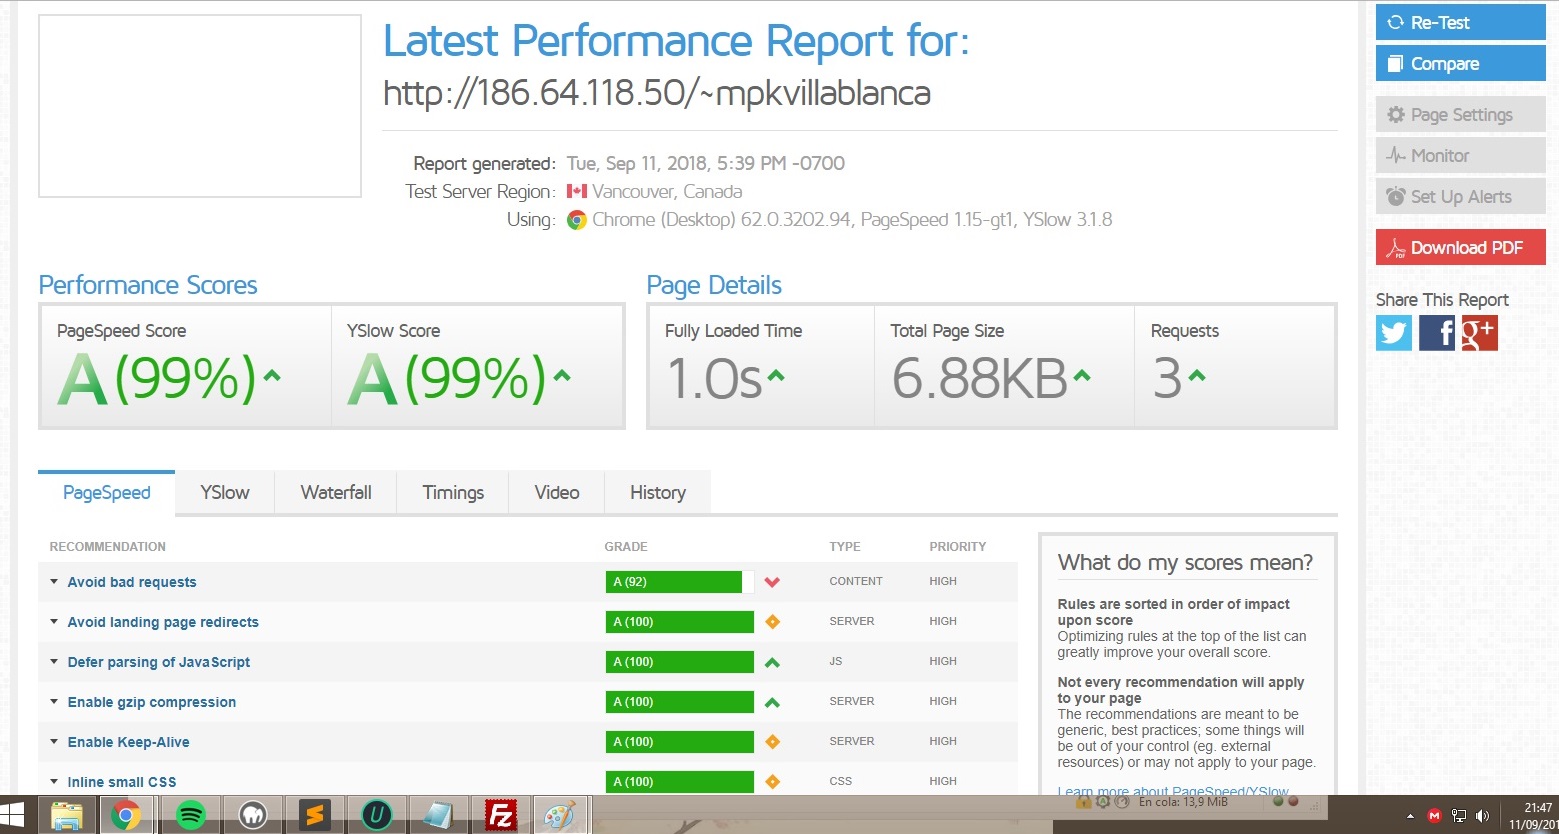 Latest Performance Report for:
http://186.64.118.50/~mpkvillablanca
Report generated: Tue, Sep 11, 2018, 5:39 PM -0700
Test Server Region: Vancouver, Canada
Using: Chrome (Desktop) 62.0.3202.94, PageSpeed 1.15-gt1, YSlow 3.1.8
Re-Test
Compare
Page Settings
Monitor
Set Up Alerts
Download PDF
Share This Report
Performance Scores
PageSpeed Score
A (99%)
YSlow Score
A (99%)
Page Details
Fully Loaded Time
1.0s
Total Page Size
6.88KB
Requests
3
PageSpeed YSlow Waterfall Timings Video History
RECOMMENDATION GRADE TYPE PRIORITY
Avoid bad requests A (92) CONTENT HIGH
Avoid landing page redirects A (100) SERVER HIGH
Defer parsing of JavaScript A (100) JS HIGH
Enable gzip compression A (100) SERVER HIGH
Enable Keep-Alive A (100) SERVER HIGH
Inline small CSS A (100) CSS HIGH
What do my scores mean?
Rules are sorted in order of impact
upon score
Optimizing rules at the top of the list can
greatly improve your overall score.
Not every recommendation will apply
to your page
The recommendations are meant to be
generic, best practices; some things will
be out of your control (eg. external
resources) or may not apply to your page.
Learn more about PageSpeed/YSlow
En cola: 13,9 MiB
21:47
11/09/201